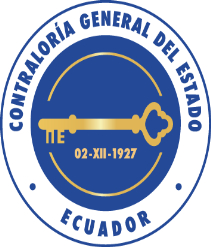 CONTRALORÍA GENERAL DEL ESTADO
02-XII-1927
• ECUADOR •